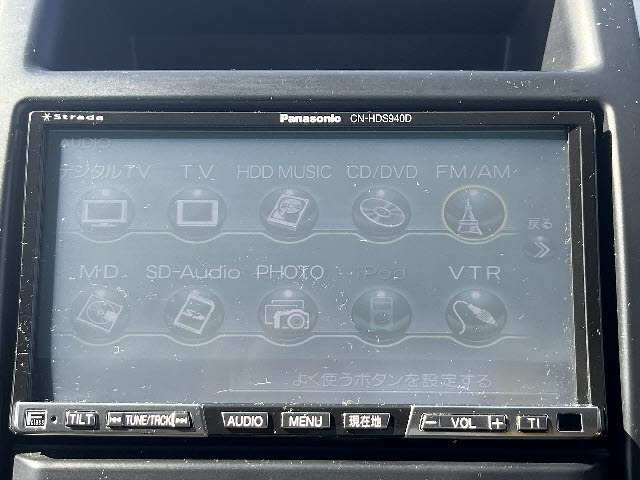 Strada Panasonic CN-HDS940D
AUDIO
デジタルTV TV HDD MUSIC CD/DVD FM/AM
戻る
MD SD-Audio PHOTO iPod VTR
よく使うボタンを設定する
TILT TUNE/TRCK AUDIO MENU 現在地 - VOL + TI